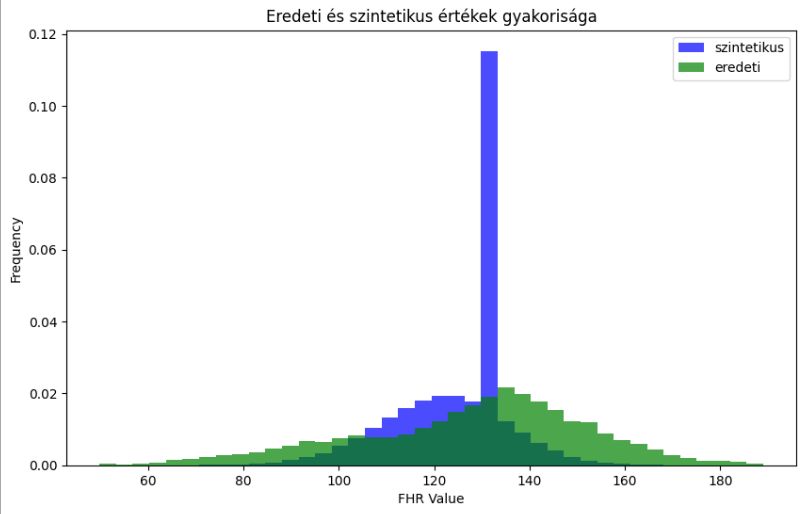 Eredeti és szintetikus értékek gyakorisága
szintetikus
eredeti
0.12
0.10
0.08
0.06
0.04
0.02
0.00
Frequency
60
80
100
120
140
160
180
FHR Value